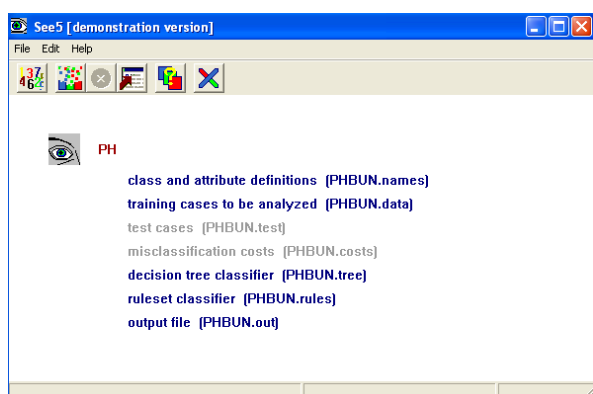 See5 [demonstration version]
File Edit Help
PH
class and attribute definitions (PHBUN.names)
training cases to be analyzed (PHBUN.data)
test cases (PHBUN.test)
misclassification costs (PHBUN.costs)
decision tree classifier (PHBUN.tree)
ruleset classifier (PHBUN.rules)
output file (PHBUN.out)